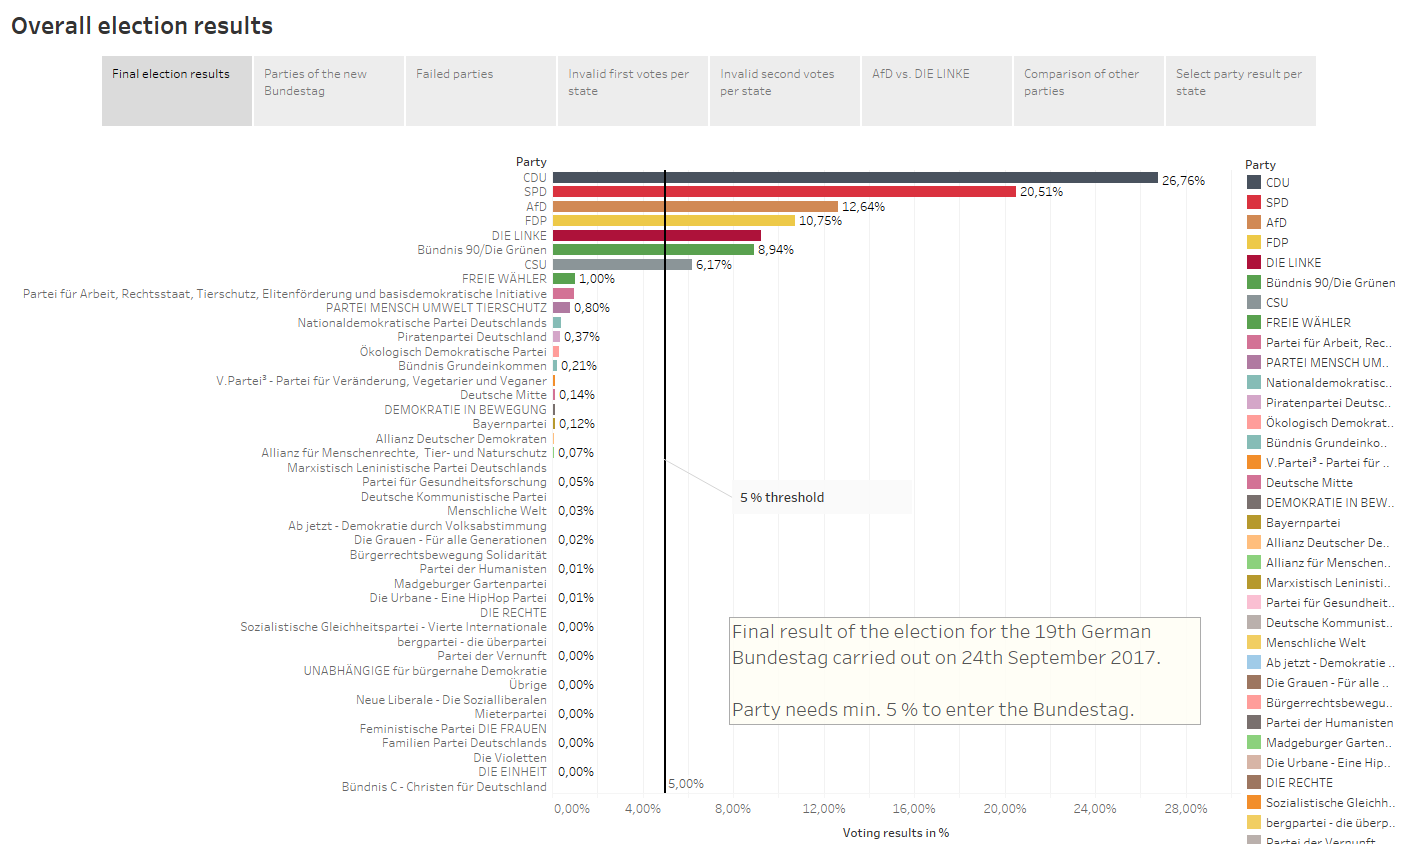 Overall election results
Final election results
Parties of the new
Bundestag
Failed parties
Invalid first votes per
state
Invalid second votes
per state
AfD vs. DIE LINKE
Comparison of other
parties
Select party result per
state
Party
CDU
26,76%
SPD
20,51%
AfD
12,64%
FDP
10,75%
DIE LINKE
Bündnis 90/Die Grünen
8,94%
CSU
6,17%
FREIE WÄHLER
1,00%
Partei für Arbeit, Rechtsstaat, Tierschutz, Elitenförderung und basisdemokratische Initiative
PARTEI MENSCH UMWELT TIERSCHUTZ
0,80%
Nationaldemokratische Partei Deutschlands
Piratenpartei Deutschland
0,37%
Ökologisch Demokratische Partei
Bündnis Grundeinkommen
0,21%
V.Partei³ - Partei für Veränderung, Vegetarier und Veganer
Deutsche Mitte
0,14%
DEMOKRATIE IN BEWEGUNG
Bayernpartei
0,12%
Allianz Deutscher Demokraten
Allianz für Menschenrechte, Tier- und Naturschutz
0,07%
Marxistisch Leninistische Partei Deutschlands
Partei für Gesundheitsforschung
0,05%
Deutsche Kommunistische Partei
Menschliche Welt
0,03%
Ab jetzt - Demokratie durch Volksabstimmung
Die Grauen - Für alle Generationen
0,02%
Bürgerrechtsbewegung Solidarität
Partei der Humanisten
0,01%
Madgeburger Gartenpartei
Die Urbane - Eine HipHop Partei
0,01%
DIE RECHTE
Sozialistische Gleichheitspartei - Vierte Internationale
0,00%
bergpartei - die überpartei
Partei der Vernunft
0,00%
UNABHÄNGIGE für bürgernahe Demokratie
Übrige
0,00%
Neue Liberale - Die Sozialliberalen
Mieterpartei
0,00%
Feministische Partei DIE FRAUEN
Familien Partei Deutschlands
0,00%
Die Violetten
DIE EINHEIT
0,00%
Bündnis C - Christen für Deutschland
5 % threshold
Final result of the election for the 19th German
Bundestag carried out on 24th September 2017.
Party needs min. 5 % to enter the Bundestag.
5,00%
0,00%
4,00%
8,00%
12,00%
16,00%
20,00%
24,00%
28,00%
Voting results in %
Party
CDU
SPD
AfD
FDP
DIE LINKE
Bündnis 90/Die Grünen
CSU
FREIE WÄHLER
Partei für Arbeit, Rec..
PARTEI MENSCH UM..
Nationaldemokratisc..
Piratenpartei Deutsc..
Ökologisch Demokrat..
Bündnis Grundeinko..
V.Partei³ - Partei für ..
Deutsche Mitte
DEMOKRATIE IN BEW..
Bayernpartei
Allianz Deutscher De..
Allianz für Menschen..
Marxistisch Leninisti..
Partei für Gesundheit..
Deutsche Kommunist..
Menschliche Welt
Ab jetzt - Demokratie ..
Die Grauen - Für alle ..
Bürgerrechtsbewegu..
Partei der Humanisten
Madgeburger Garten..
Die Urbane - Eine Hip..
DIE RECHTE
Sozialistische Gleichh..
bergpartei - die überp..
Partei der Vernunft